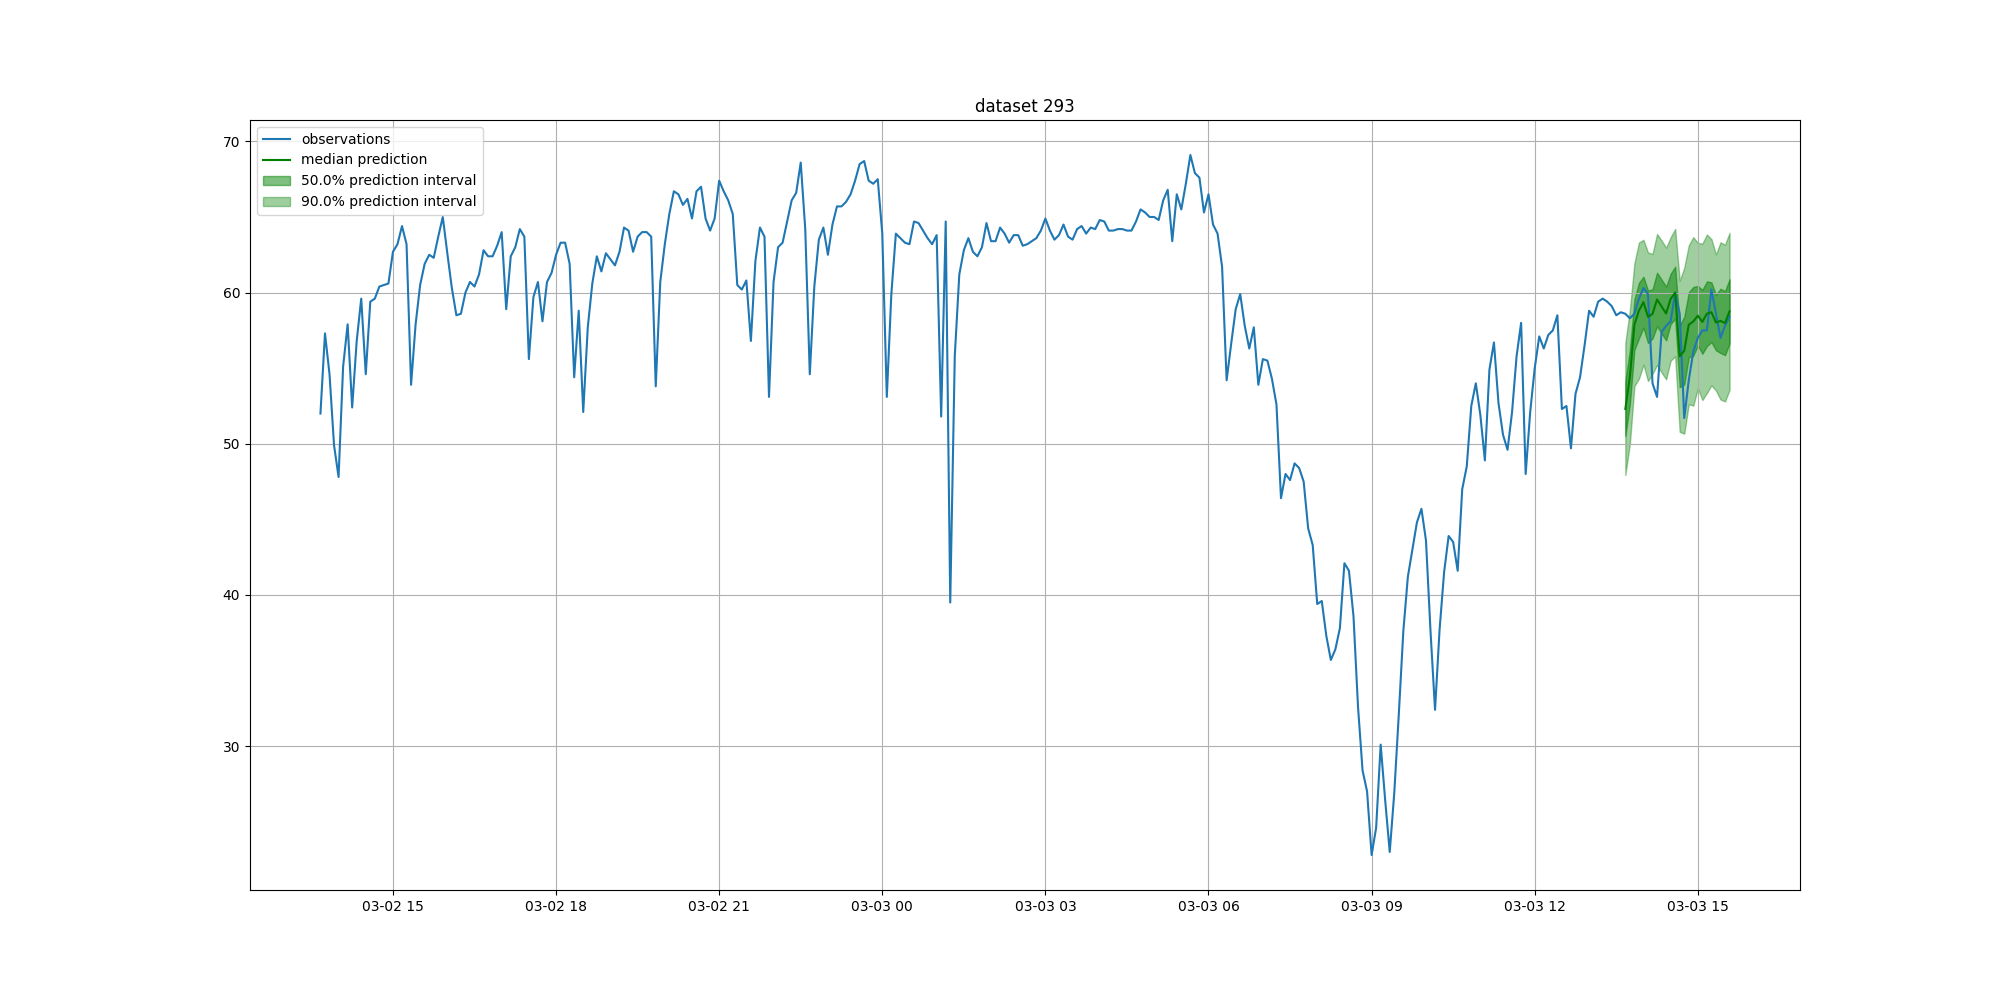 dataset 293
observations
median prediction
50.0% prediction interval
90.0% prediction interval
70
60
50
40
30
03-02 15
03-02 18
03-02 21
03-03 00
03-03 03
03-03 06
03-03 09
03-03 12
03-03 15